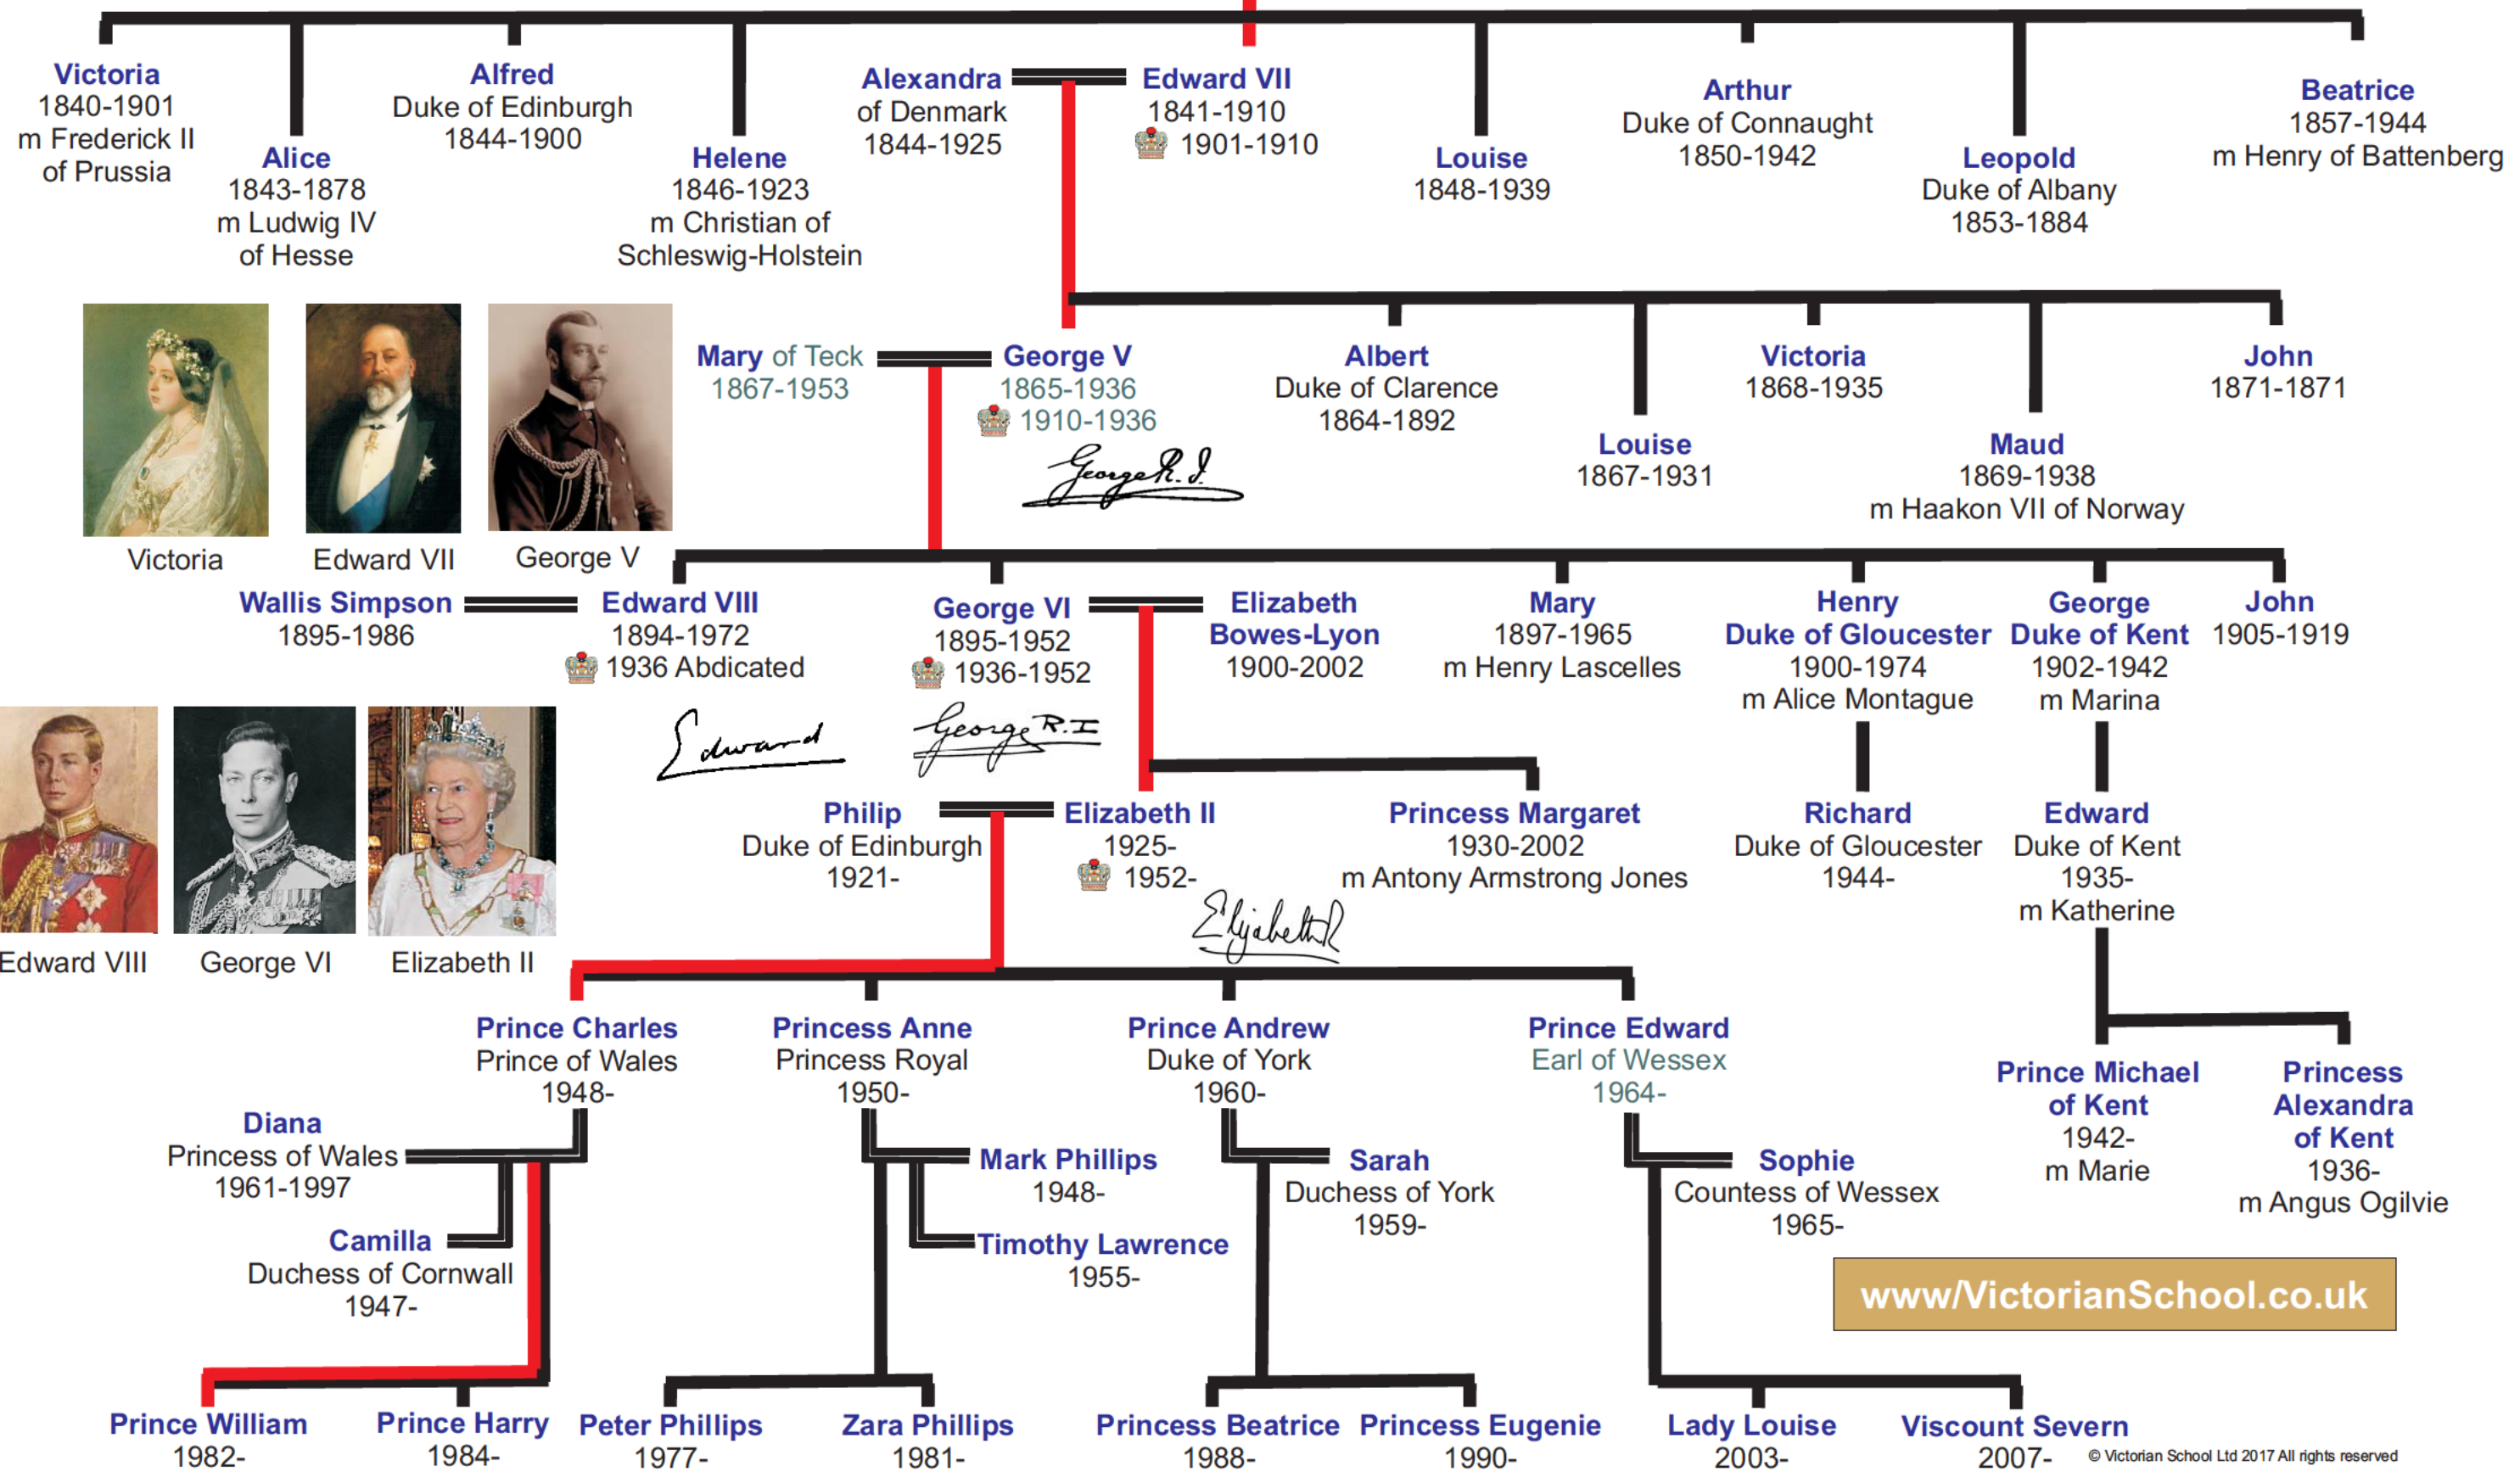 Victoria
1840-1901
m Frederick II
of Prussia
Alice
1843-1878
m Ludwig IV
of Hesse
Alfred
Duke of Edinburgh
1844-1900
Helene
1846-1923
m Christian of
Schleswig-Holstein
Alexandra
of Denmark
1844-1925
Edward VII
1841-1910
1901-1910
Louise
1848-1939
Arthur
Duke of Connaught
1850-1942
Leopold
Duke of Albany
1853-1884
Beatrice
1857-1944
m Henry of Battenberg
Victoria
Edward VII
George V
Mary of Teck
1867-1953
George V
1865-1936
1910-1936
George R. I.
Albert
Duke of Clarence
1864-1892
Louise
1867-1931
Victoria
1868-1935
Maud
1869-1938
m Haakon VII of Norway
John
1871-1871
Wallis Simpson
1895-1986
Edward VIII
1894-1972
1936 Abdicated
Edward
George VI
1895-1952
1936-1952
George R.I
Elizabeth
Bowes-Lyon
1900-2002
Mary
1897-1965
m Henry Lascelles
Henry
Duke of Gloucester
1900-1974
m Alice Montague
George
Duke of Kent
1902-1942
m Marina
John
1905-1919
Edward VIII
George VI
Elizabeth II
Philip
Duke of Edinburgh
1921-
Elizabeth II
1925-
1952-
Elizabeth R
Princess Margaret
1930-2002
m Antony Armstrong Jones
Richard
Duke of Gloucester
1944-
Edward
Duke of Kent
1935-
m Katherine
Prince Charles
Prince of Wales
1948-
Princess Anne
Princess Royal
1950-
Prince Andrew
Duke of York
1960-
Prince Edward
Earl of Wessex
1964-
Prince Michael
of Kent
1942-
m Marie
Princess
Alexandra
of Kent
1936-
m Angus Ogilvie
Diana
Princess of Wales
1961-1997
Camilla
Duchess of Cornwall
1947-
Mark Phillips
1948-
Timothy Lawrence
1955-
Sarah
Duchess of York
1959-
Sophie
Countess of Wessex
1965-
www/VictorianSchool.co.uk
Prince William
1982-
Prince Harry
1984-
Peter Phillips
1977-
Zara Phillips
1981-
Princess Beatrice
1988-
Princess Eugenie
1990-
Lady Louise
2003-
Viscount Severn
2007-
© Victorian School Ltd 2017 All rights reserved